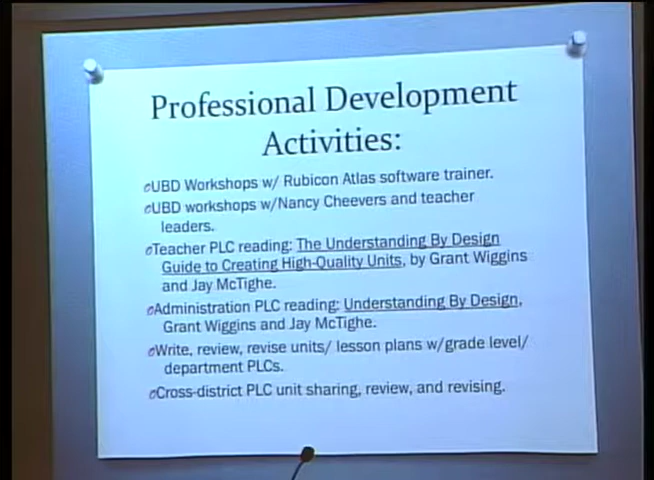 Professional Development
Activities:
UBD Workshops w/ Rubicon Atlas software trainer.
UBD workshops w/Nancy Cheevers and teacher
leaders.
Teacher PLC reading: The Understanding By Design
Guide to Creating High-Quality Units, by Grant Wiggins
and Jay McTighe.
Administration PLC reading: Understanding By Design,
Grant Wiggins and Jay McTighe.
Write, review, revise units/ lesson plans w/grade level/
department PLCs.
Cross-district PLC unit sharing, review, and revising.